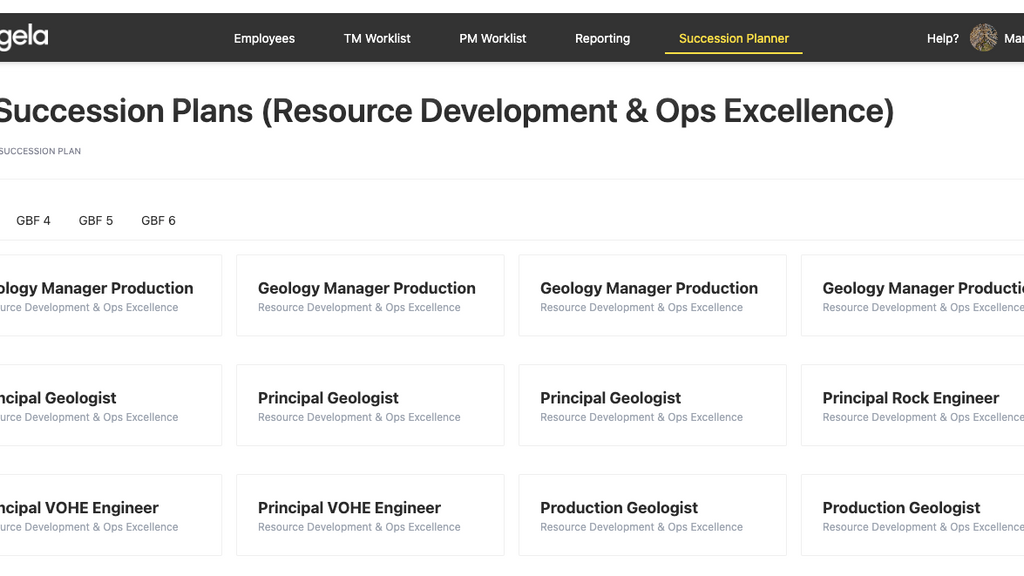 gela Employees TM Worklist PM Worklist Reporting Succession Planner Help? Mar
Succession Plans (Resource Development & Ops Excellence)
SUCCESSION PLAN
GBF 4 GBF 5 GBF 6
ology Manager Production Geology Manager Production Geology Manager Production Geology Manager Producti
urce Development & Ops Excellence Resource Development & Ops Excellence Resource Development & Ops Excellence Resource Development & Ops Excellence
ncipal Geologist Principal Geologist Principal Geologist Principal Rock Engineer
urce Development & Ops Excellence Resource Development & Ops Excellence Resource Development & Ops Excellence Resource Development & Ops Excellence
ncipal VOHE Engineer Principal VOHE Engineer Production Geologist Production Geologist
urce Development & Ops Excellence Resource Development & Ops Excellence Resource Development & Ops Excellence Resource Development & Ops Excellence